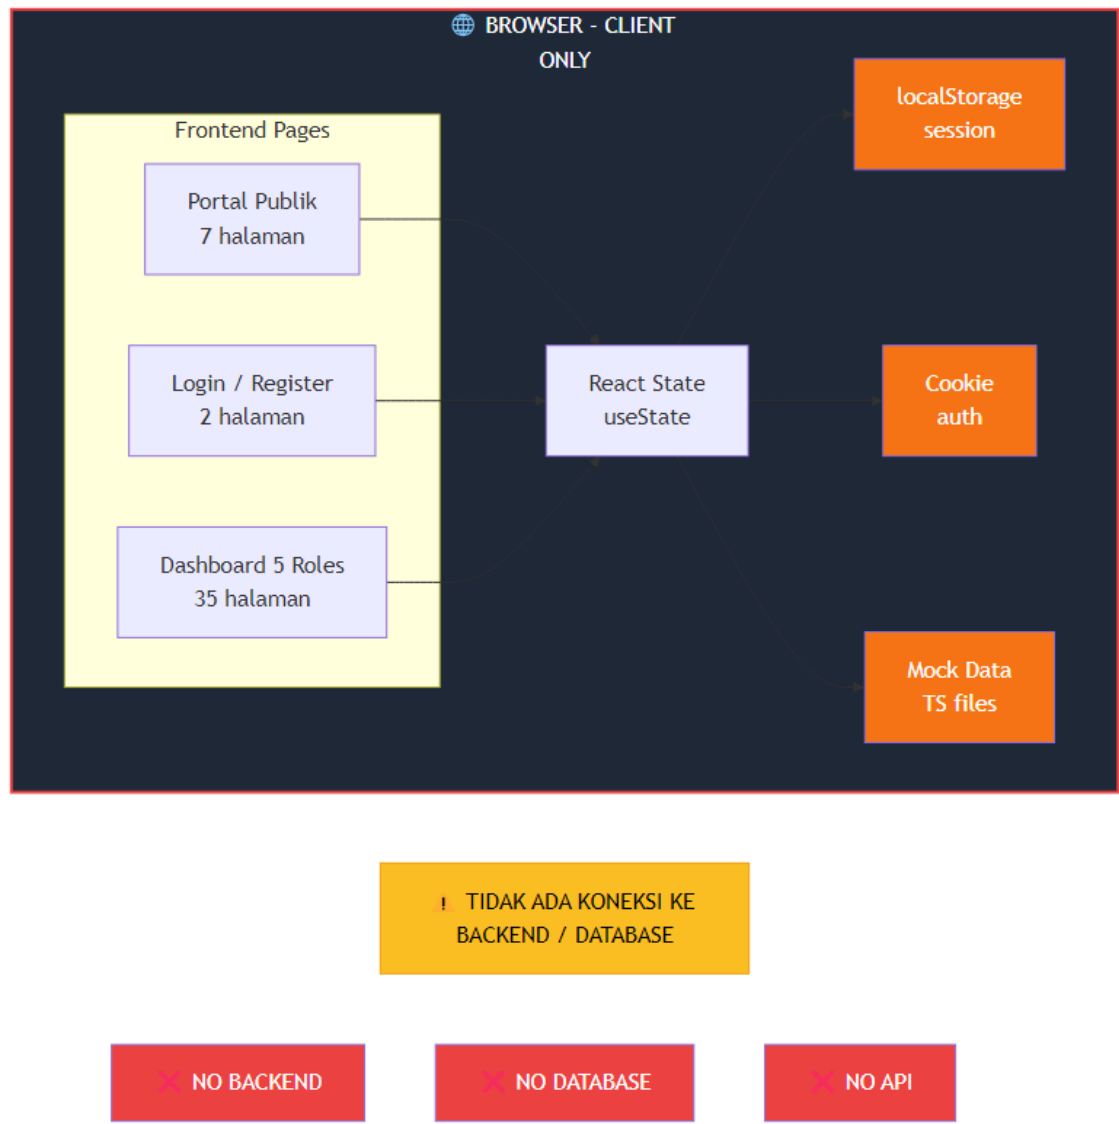 🌐 BROWSER - CLIENT
ONLY
Frontend Pages
Portal Publik
7 halaman
Login / Register
2 halaman
Dashboard 5 Roles
35 halaman
React State
useState
localStorage
session
Cookie
auth
Mock Data
TS files
⚠ TIDAK ADA KONEKSI KE
BACKEND / DATABASE
❌ NO BACKEND
❌ NO DATABASE
❌ NO API